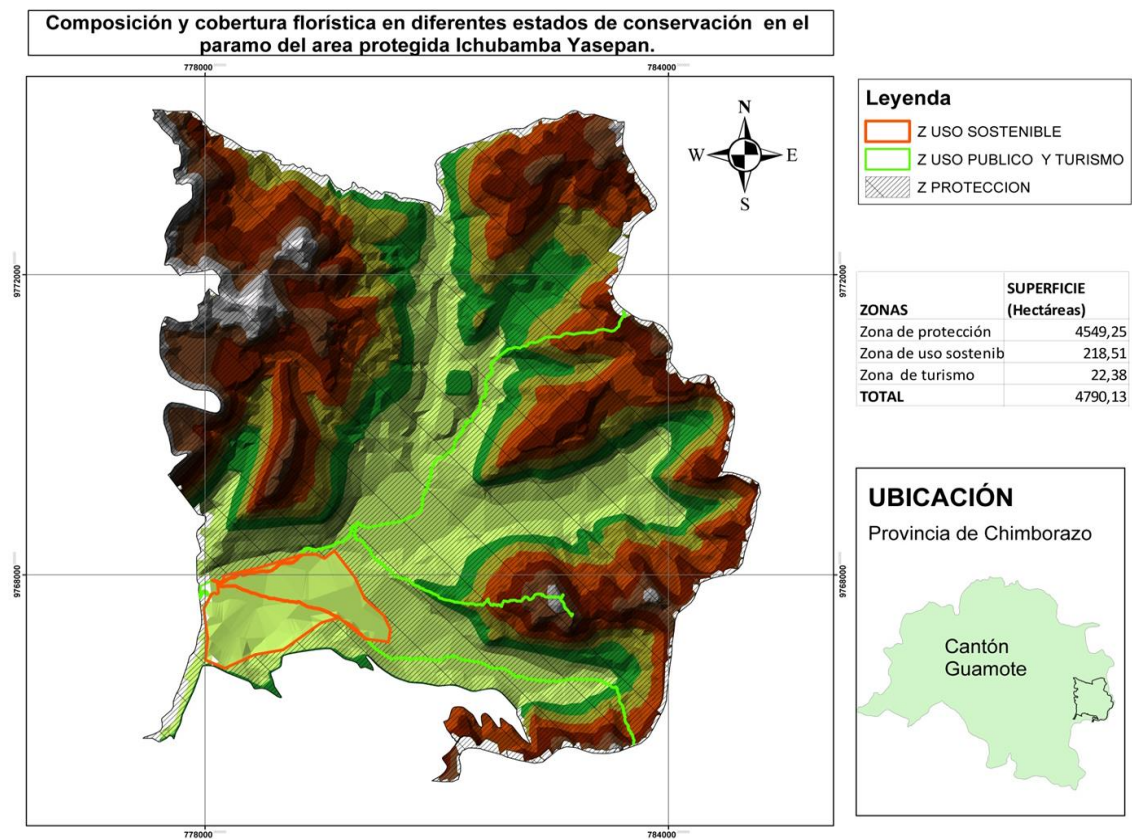 Composición y cobertura florística en diferentes estados de conservación en el
paramo del area protegida Ichubamba Yasepan.
778000
784000
N
W
E
S
9772000
9772000
9768000
9768000
778000
784000
Leyenda
Z USO SOSTENIBLE
Z USO PUBLICO Y TURISMO
Z PROTECCION
ZONAS
SUPERFICIE
(Hectáreas)
Zona de protección 4549,25
Zona de uso sostenib 218,51
Zona de turismo 22,38
TOTAL 4790,13
UBICACIÓN
Provincia de Chimborazo
Cantón
Guamote